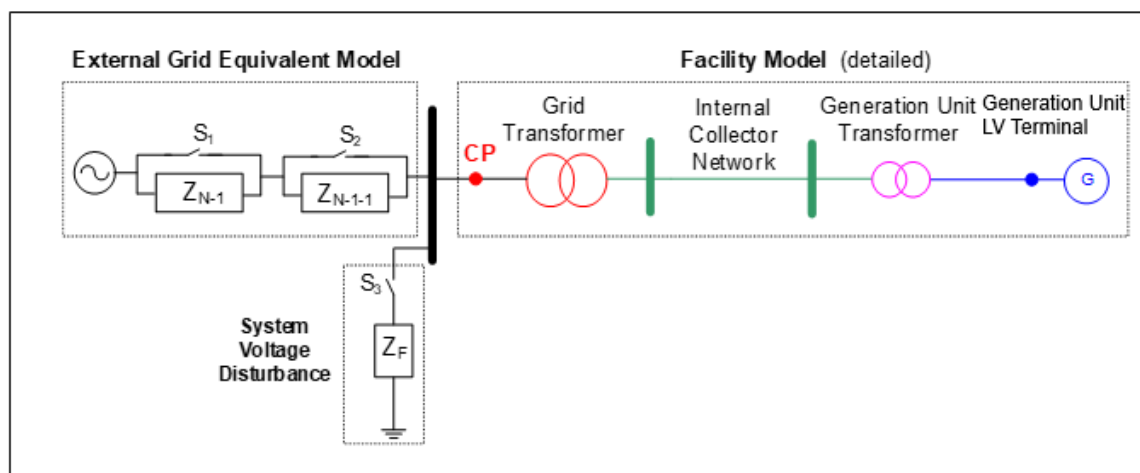 External Grid Equivalent Model
S1
ZN-1
S2
ZN-1-1
Facility Model (detailed)
CP
Grid
Transformer
Internal
Collector
Network
Generation Unit
Transformer
Generation Unit
LV Terminal
G
S3
ZF
System
Voltage
Disturbance